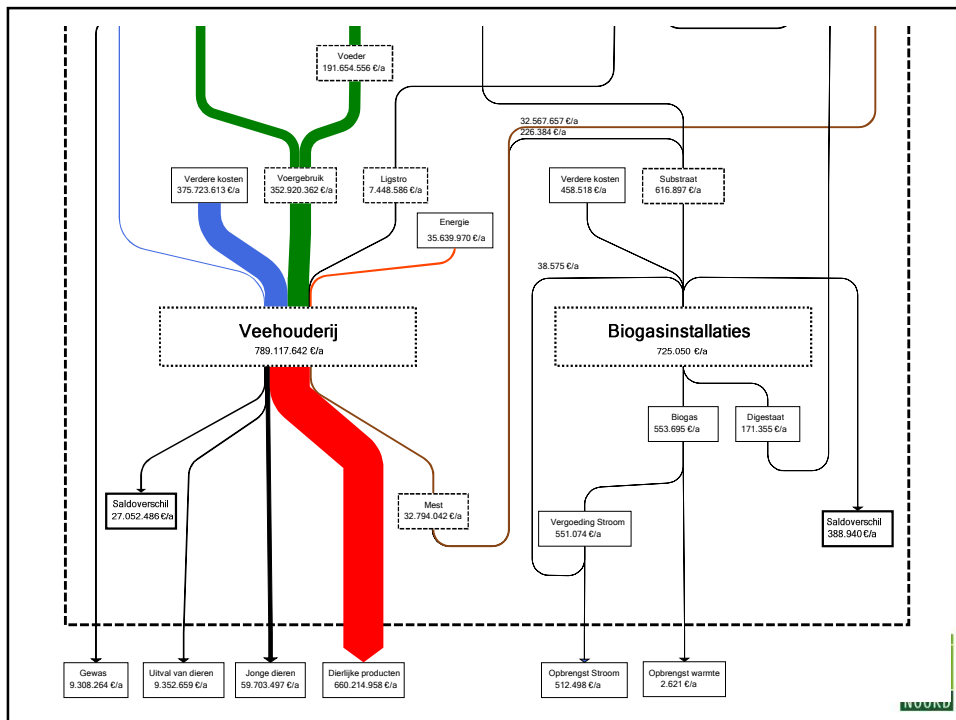 Voeder
191.654.556 €/a
32.567.657 €/a
226.384 €/a
Verdere kosten
375.723.613 €/a
Voergebruik
352.920.362 €/a
Ligstro
7.448.586 €/a
Verdere kosten
458.518 €/a
Substraat
616.897 €/a
Energie
35.639.970 €/a
38.575 €/a
Veehouderij
789.117.642 €/a
Biogasinstallaties
725.050 €/a
Biogas
553.695 €/a
Digestaat
171.355 €/a
Saldoverschil
27.052.486 €/a
Mest
32.794.042 €/a
Vergoeding Stroom
551.074 €/a
Saldoverschil
388.940 €/a
Gewas
9.308.264 €/a
Uitval van dieren
9.352.659 €/a
Jonge dieren
59.703.497 €/a
Dierlijke producten
660.214.958 €/a
Opbrengst Stroom
512.498 €/a
Opbrengst warmte
2.621 €/a
NOORD